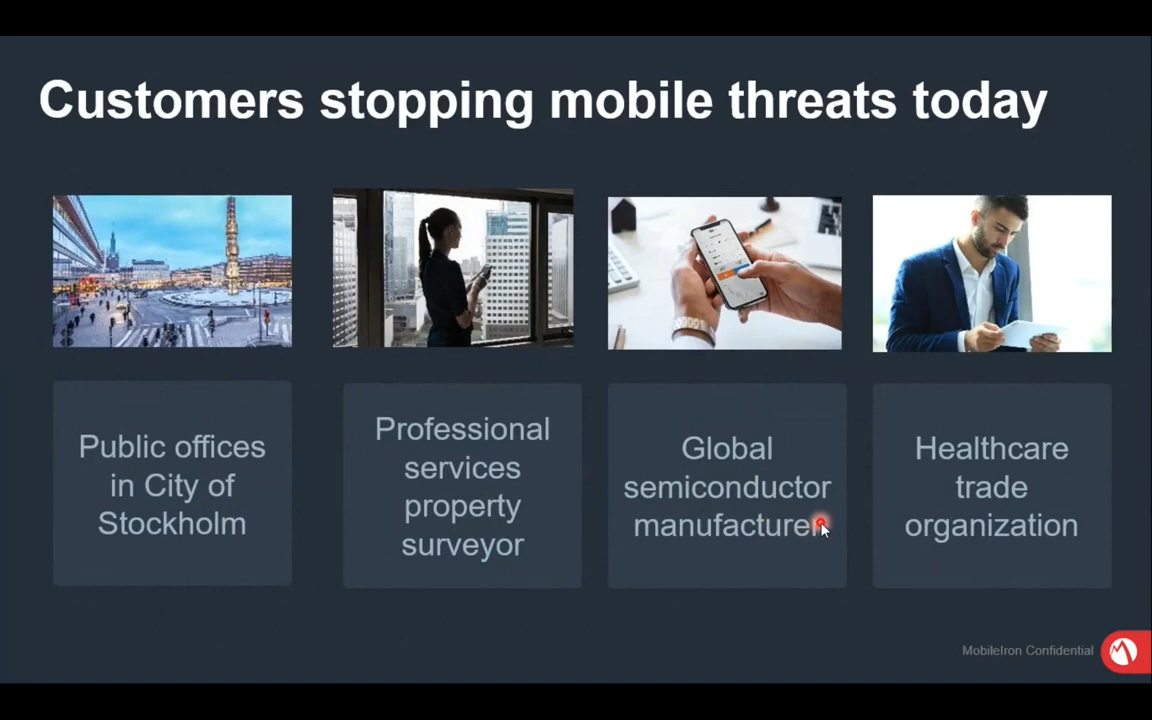 Customers stopping mobile threats today
Public offices
in City of
Stockholm
Professional
services
property
surveyor
Global
semiconductor
manufacturer
Healthcare
trade
organization
MobileIron Confidential